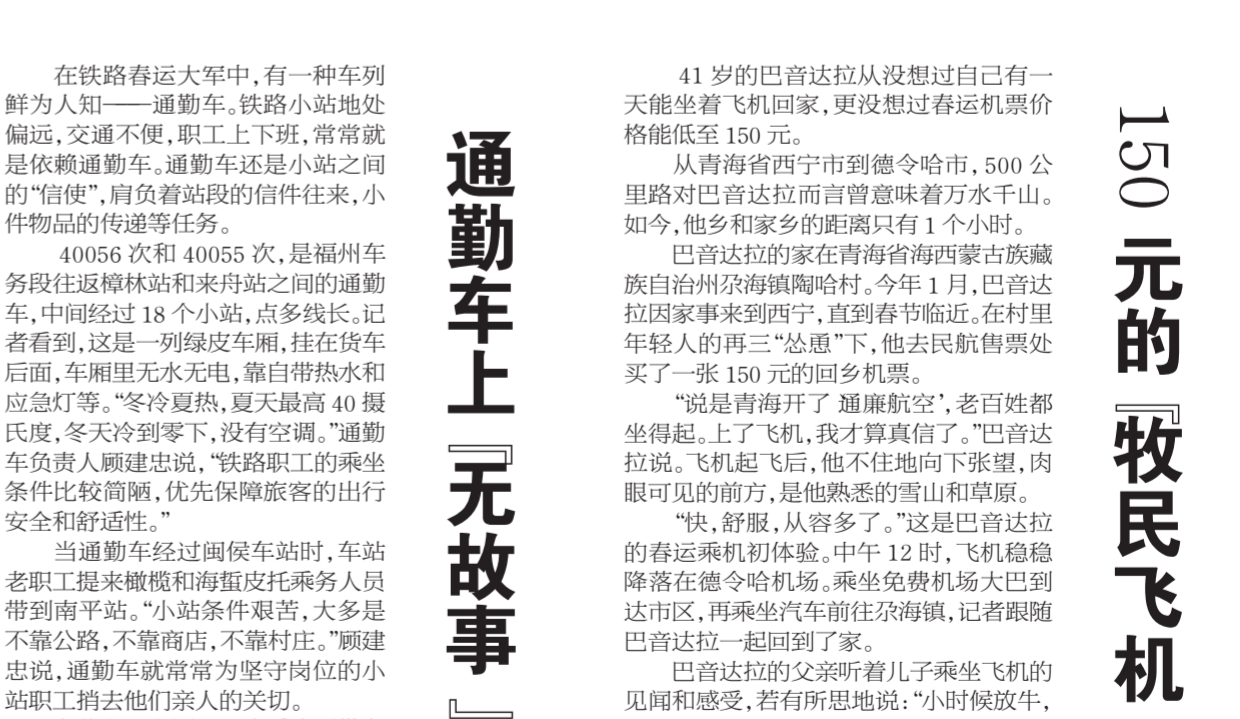 通勤车上『无故事』
在铁路春运大军中，有一种车列
鲜为人知——通勤车。铁路小站地处
偏远，交通不便，职工上下班，常常就
是依赖通勤车。通勤车还是小站之间
的“信使”，肩负着站段的信件往来，小
件物品的传递等任务。
40056 次和 40055 次，是福州车
务段往返樟林站和来舟站之间的通勤
车，中间经过 18 个小站，点多线长。记
者看到，这是一列绿皮车厢，挂在货车
后面，车厢里无水无电，靠自带热水和
应急灯等。“冬冷夏热，夏天最高 40 摄
氏度，冬天冷到零下，没有空调。”通勤
车负责人顾建忠说，“铁路职工的乘坐
条件比较简陋，优先保障旅客的出行
安全和舒适性。”
当通勤车经过闽侯车站时，车站
老职工提来橄榄和海蜇皮托乘务人员
带到南平站。“小站条件艰苦，大多是
不靠公路，不靠商店，不靠村庄。”顾建
忠说，通勤车就常常为坚守岗位的小
站职工捎去他们亲人的关切。
150 元的『牧民飞机
41 岁的巴音达拉从没想过自己有一
天能坐着飞机回家，更没想过春运机票价
格能低至 150 元。
从青海省西宁市到德令哈市，500 公
里路对巴音达拉而言曾意味着万水千山。
如今，他乡和家乡的距离只有 1 个小时。
巴音达拉的家在青海省海西蒙古族藏
族自治州尕海镇陶哈村。今年 1 月，巴音达
拉因家事来到西宁，直到春节临近。在村里
年轻人的再三“怂恿”下，他去民航售票处
买了一张 150 元的回乡机票。
“说是青海开了‘通廉航空’，老百姓都
坐得起。上了飞机，我才算真信了。”巴音达
拉说。飞机起飞后，他不住地向下张望，肉
眼可见的前方，是他熟悉的雪山和草原。
“快，舒服，从容多了。”这是巴音达拉
的春运乘机初体验。中午 12 时，飞机稳稳
降落在德令哈机场。乘坐免费机场大巴到
达市区，再乘坐汽车前往尕海镇，记者跟随
巴音达拉一起回到了家。
巴音达拉的父亲听着儿子乘坐飞机的
见闻和感受，若有所思地说：“小时候放牛，